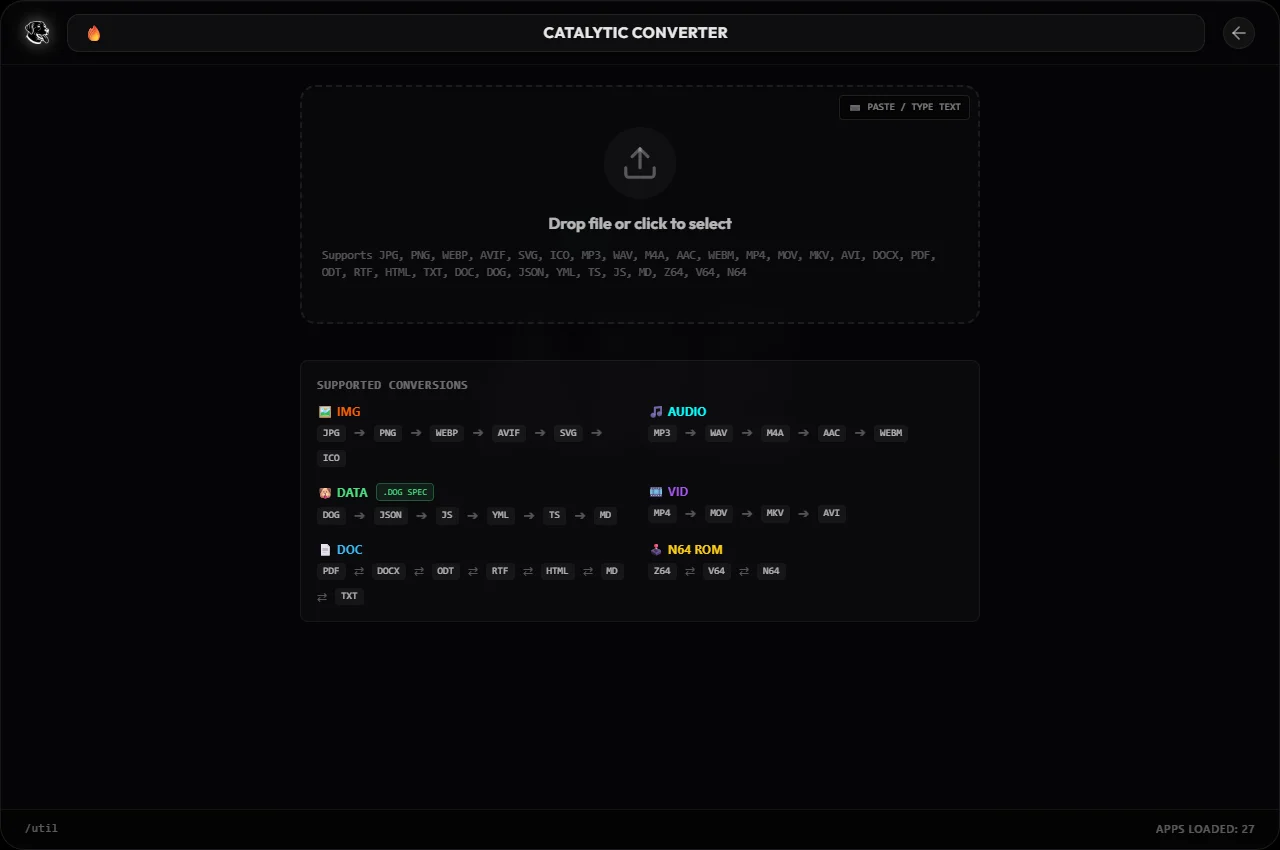 CATALYTIC CONVERTER
PASTE / TYPE TEXT
Drop file or click to select
Supports JPG, PNG, WEBP, AVIF, SVG, ICO, MP3, WAV, M4A, AAC, WEBM, MP4, MOV, MKV, AVI, DOCX, PDF,
ODT, RTF, HTML, TXT, DOC, DOG, JSON, YML, TS, JS, MD, Z64, V64, N64
SUPPORTED CONVERSIONS
IMG
JPG → PNG → WEBP → AVIF → SVG →
ICO
AUDIO
MP3 → WAV → M4A → AAC → WEBM
DATA .DOG SPEC
DOG → JSON → JS → YML → TS → MD
VID
MP4 → MOV → MKV → AVI
DOC
PDF ⇄ DOCX ⇄ ODT ⇄ RTF ⇄ HTML ⇄ MD
⇄ TXT
N64 ROM
Z64 ⇄ V64 ⇄ N64
/util
APPS LOADED: 27